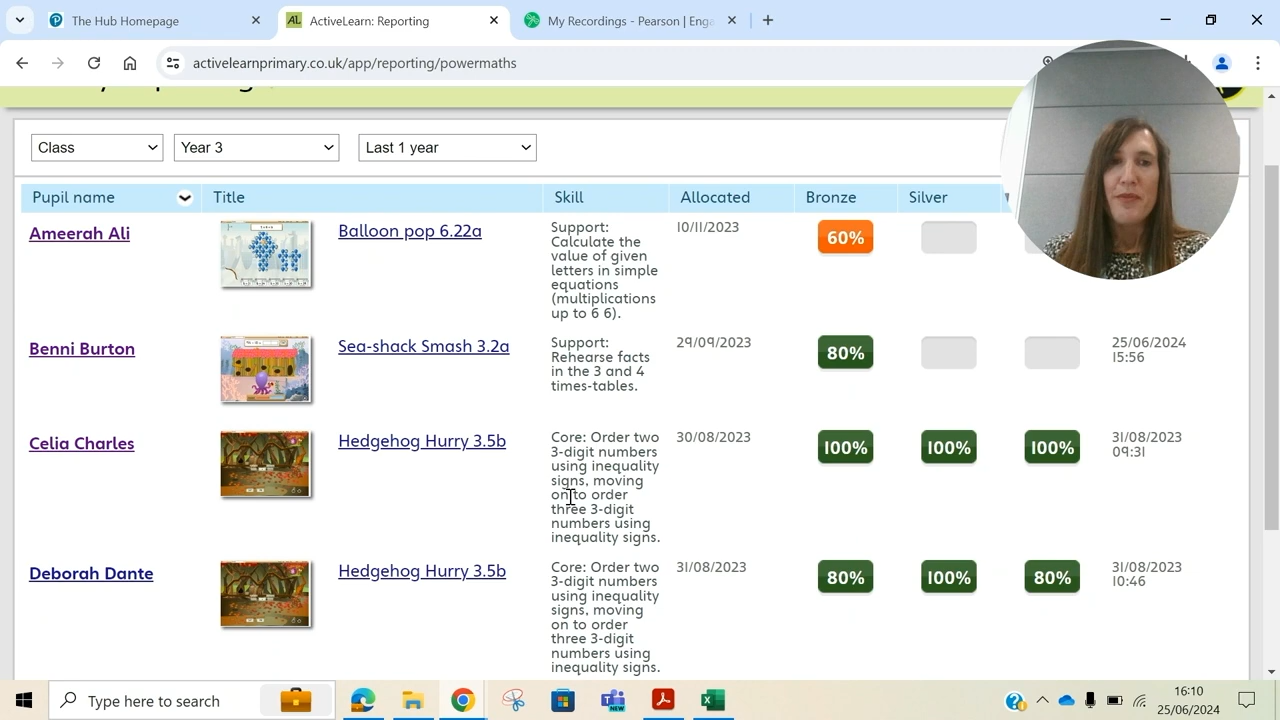 The Hub Homepage
AL
ActiveLearn: Reporting
My Recordings - Pearson | Enga
activelearnprimary.co.uk/app/reporting/powermaths
Class
Year 3
Last 1 year
Pupil name
Title
Skill
Allocated
Bronze
Silver
Ameerah Ali
Balloon pop 6.22a
Support:
Calculate the
value of given
letters in simple
equations
(multiplications
up to 6 6).
10/11/2023
60%
Benni Burton
Sea-shack Smash 3.2a
Support:
Rehearse facts
in the 3 and 4
times-tables.
29/09/2023
80%
25/06/2024
15:56
Celia Charles
Hedgehog Hurry 3.5b
Core: Order two
3-digit numbers
using inequality
signs, moving
on to order
three 3-digit
numbers using
inequality signs.
30/08/2023
100%
100%
100%
31/08/2023
09:31
Deborah Dante
Hedgehog Hurry 3.5b
Core: Order two
3-digit numbers
using inequality
signs, moving
on to order
three 3-digit
numbers using
inequality signs.
31/08/2023
80%
100%
80%
31/08/2023
10:46
Type here to search
NEW
16:10
25/06/2024